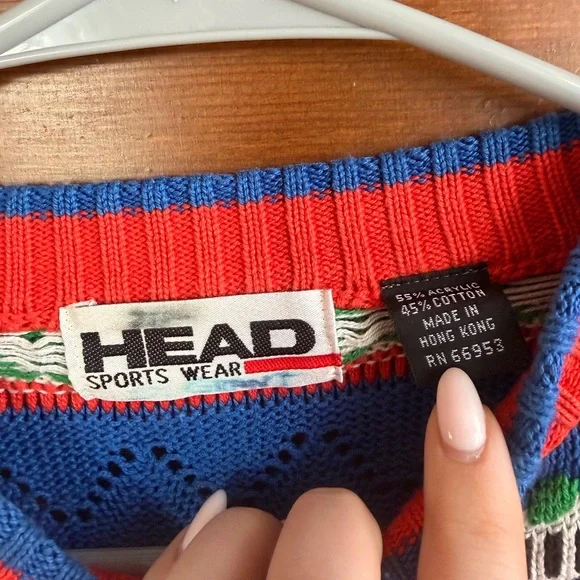 HEAD
SPORTS WEAR
55% ACRYLIC
45% COTTON
MADE IN
HONG KONG
RN 66953